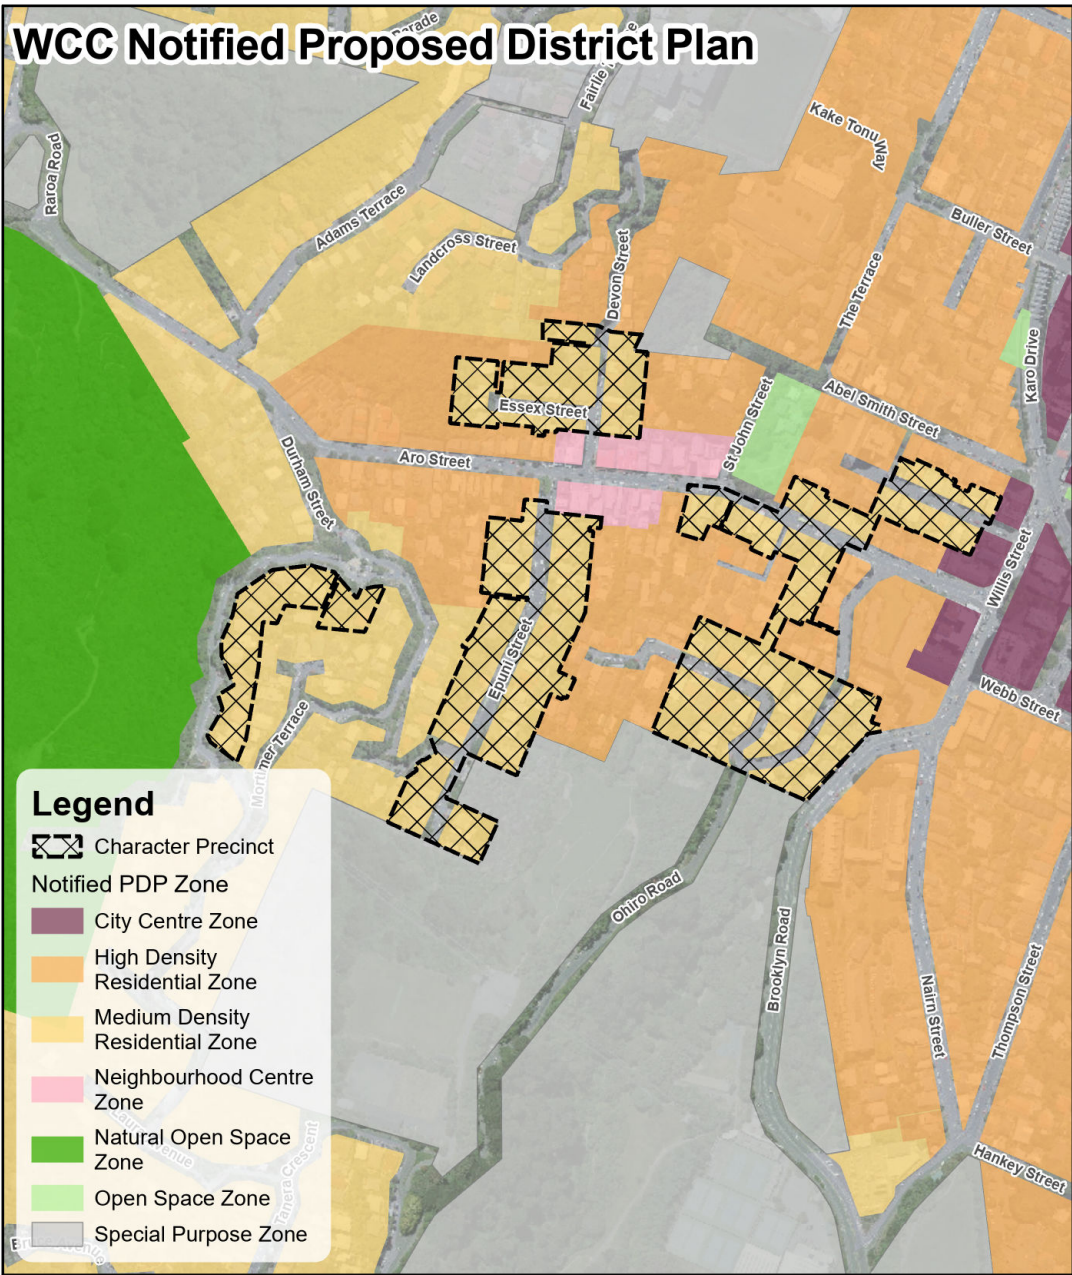 WCC Notified Proposed District Plan
Parade
Fairlie
Kake Tonu Way
Raroa Road
Adams Terrace
Landcross Street
Devon Street
Buller Street
The Terrace
Karo Drive
Essex Street
Abel Smith Street
St John Street
Aro Street
Durham Street
Willis Street
Epuni Street
Webb Street
Mortimer Terrace
Ohiro Road
Brooklyn Road
Nairn Street
Thompson Street
Hankey Street
Tanera Crescent
Avenue
Legend
Character Precinct
Notified PDP Zone
City Centre Zone
High Density
Residential Zone
Medium Density
Residential Zone
Neighbourhood Centre
Zone
Natural Open Space
Zone
Open Space Zone
Special Purpose Zone